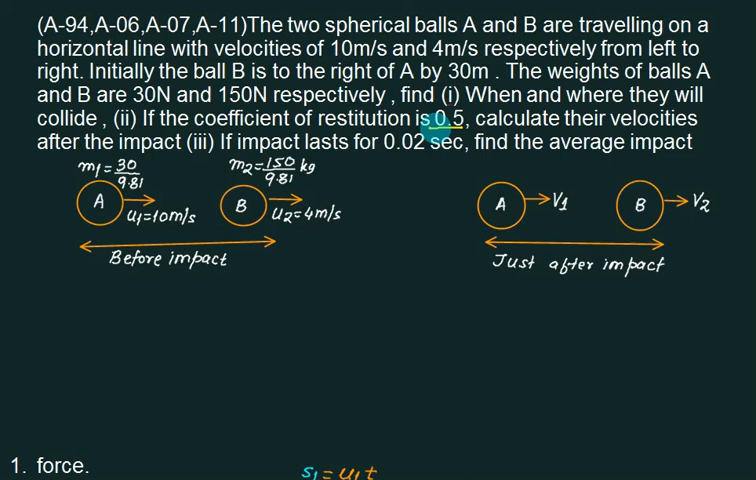 (A-94,A-06,A-07,A-11)The two spherical balls A and B are travelling on a
horizontal line with velocities of 10m/s and 4m/s respectively from left to
right. Initially the ball B is to the right of A by 30m . The weights of balls A
and B are 30N and 150N respectively , find (i) When and where they will
collide , (ii) If the coefficient of restitution is 0.5, calculate their velocities
after the impact (iii) If impact lasts for 0.02 sec, find the average impact
m1=30/9.81
m2=150/9.81 kg
A
u1=10m/s
B
u2=4m/s
A
V1
B
V2
Before impact
Just after impact
1. force.
s1 = u1 t